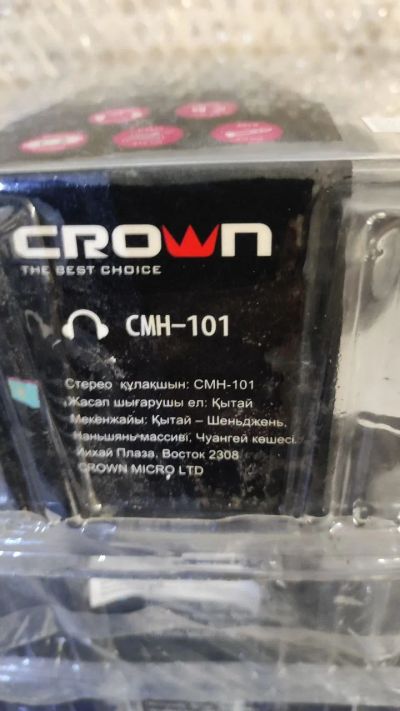 CROWN
THE BEST CHOICE
CMH-101
Стерео құлақшын: CMH-101
Жасап шығарушы ел: Қытай
Мекенжайы: Қытай – Шеньджень,
Наньшянь массиві, Чуангей көшесі.
Ихай Плаза, Восток 2308
CROWN MICRO LTD